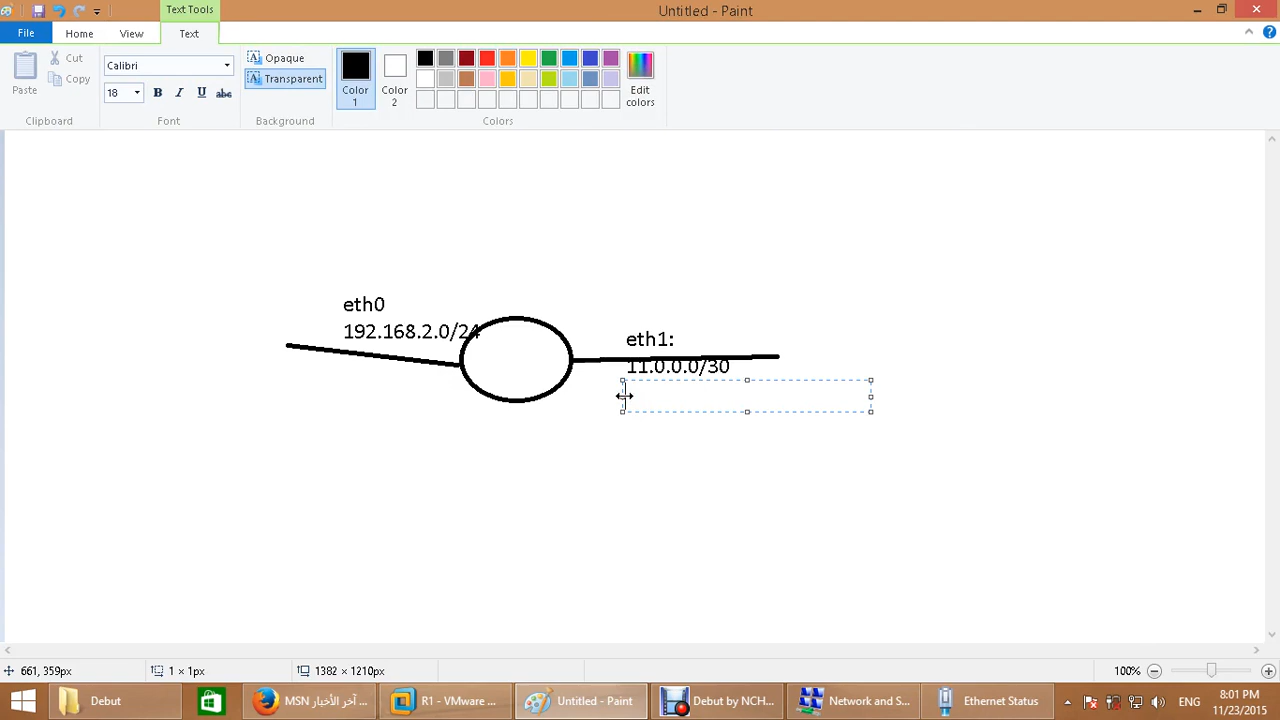 Text Tools
Untitled - Paint
File
Home
View
Text
Paste
Cut
Copy
Clipboard
Calibri
18
B
I
U
abc
Font
Opaque
Transparent
Background
Color 1
Color 2
Edit colors
Colors
eth0
192.168.2.0/24
eth1:
11.0.0.0/30
661, 359px
1 × 1px
1382 × 1210px
100%
Debut
MSN آخر الأخبار ...
R1 - VMware ...
Untitled - Paint
Debut by NCH...
Network and S...
Ethernet Status
ENG
8:01 PM
11/23/2015